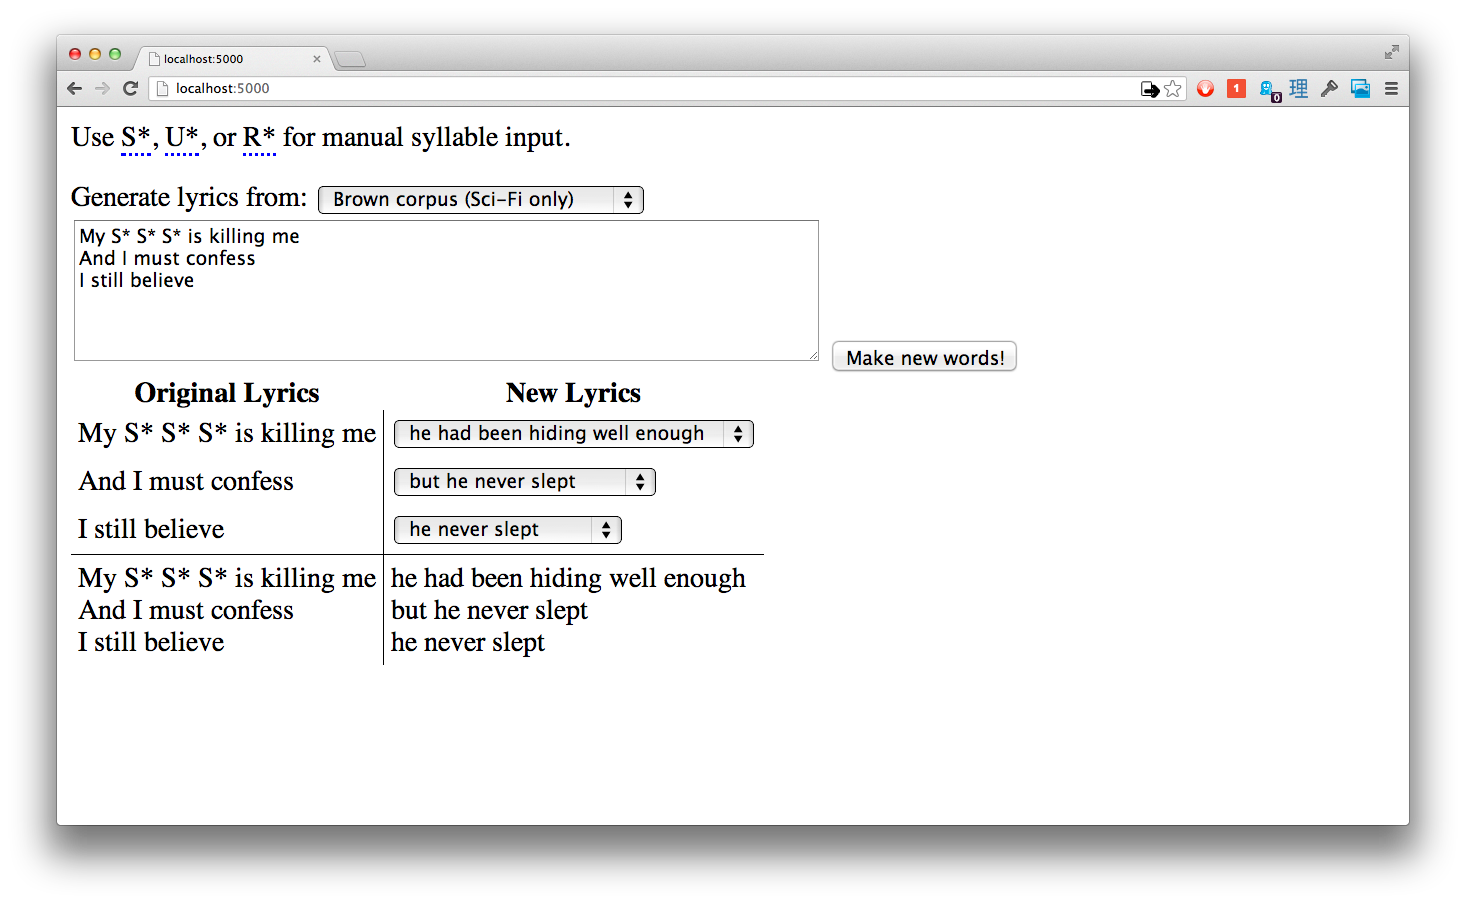 localhost:5000
localhost:5000
1
0
理
Use S*, U*, or R* for manual syllable input.
Generate lyrics from: Brown corpus (Sci-Fi only)
My S* S* S* is killing me
And I must confess
I still believe
Make new words!
Original Lyrics New Lyrics
My S* S* S* is killing me he had been hiding well enough
And I must confess but he never slept
I still believe he never slept
My S* S* S* is killing me he had been hiding well enough
And I must confess but he never slept
I still believe he never slept